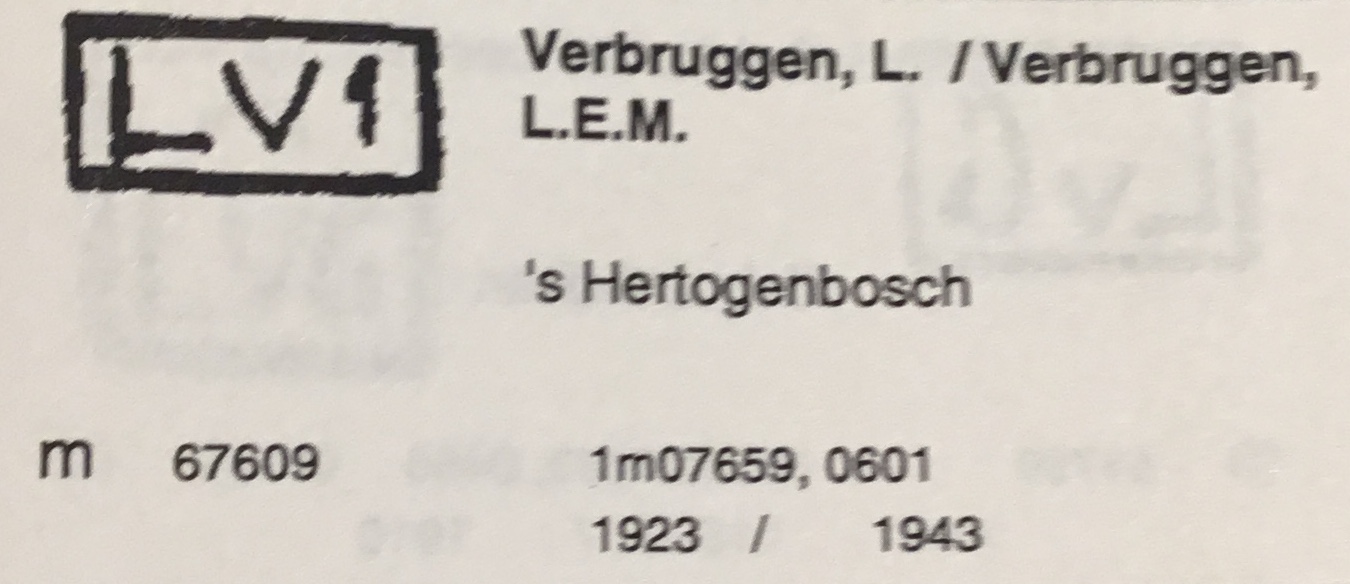 LV1
Verbruggen, L. / Verbruggen,
L.E.M.
's Hertogenbosch
m 67609 1m07659, 0601
1923 / 1943